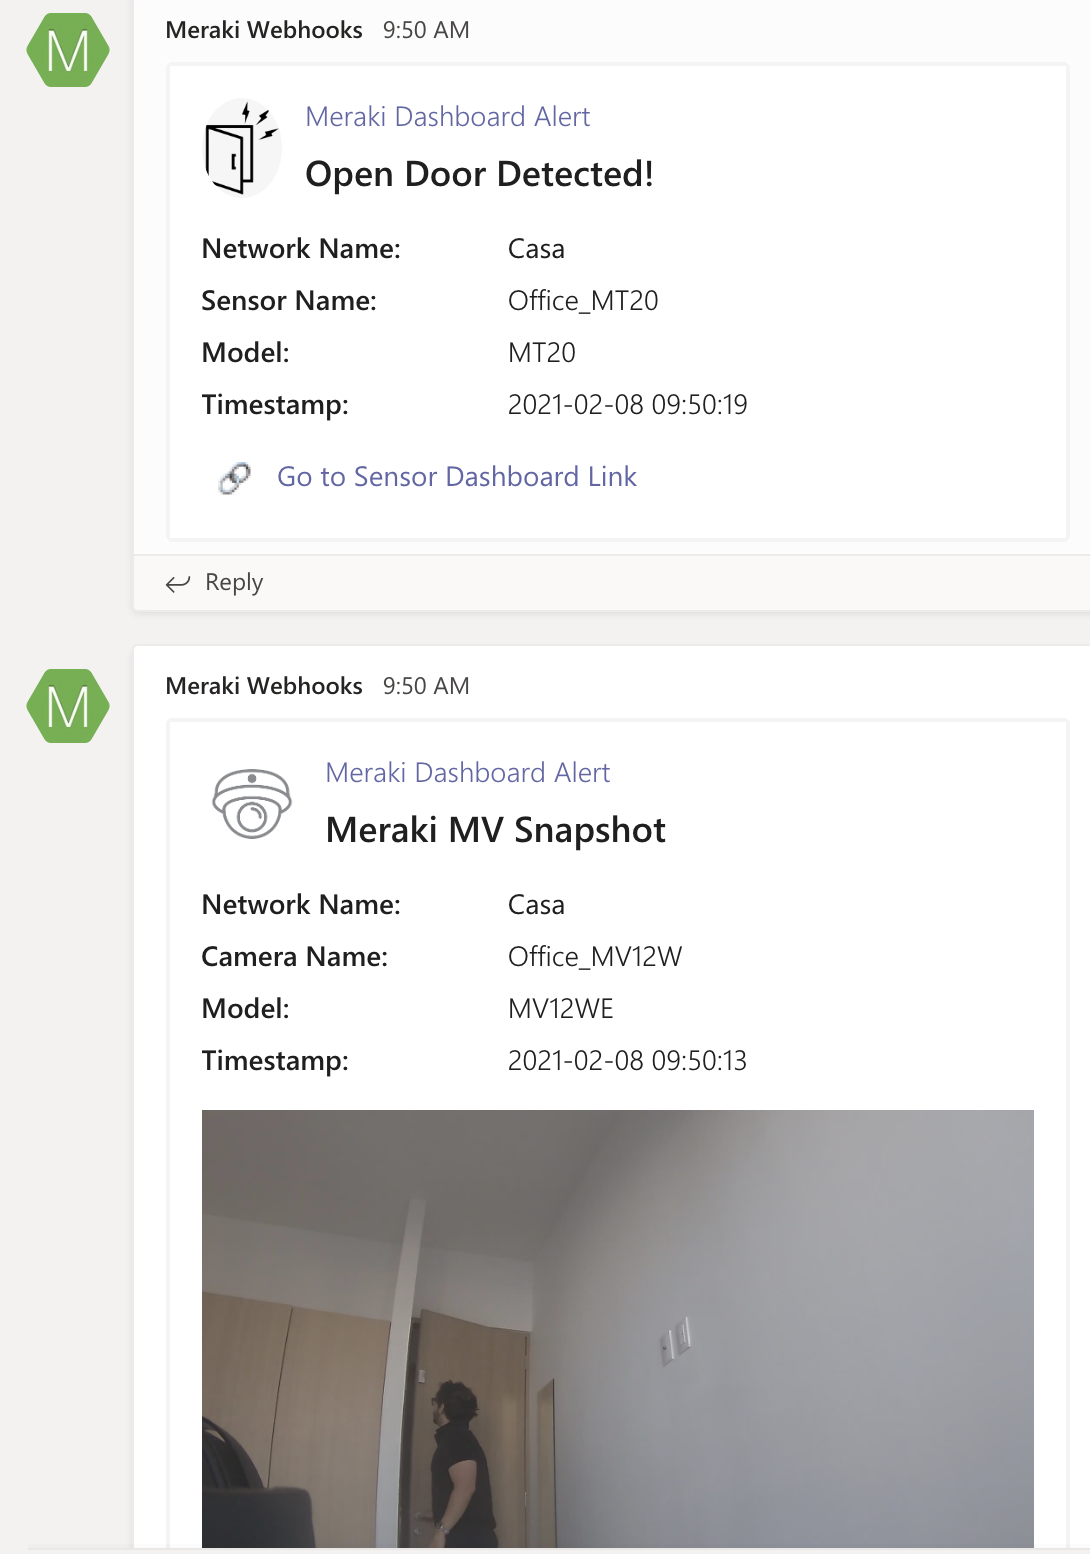 M
Meraki Webhooks 9:50 AM
Meraki Dashboard Alert
Open Door Detected!
Network Name: Casa
Sensor Name: Office_MT20
Model: MT20
Timestamp: 2021-02-08 09:50:19
Go to Sensor Dashboard Link
Reply
M
Meraki Webhooks 9:50 AM
Meraki Dashboard Alert
Meraki MV Snapshot
Network Name: Casa
Camera Name: Office_MV12W
Model: MV12WE
Timestamp: 2021-02-08 09:50:13